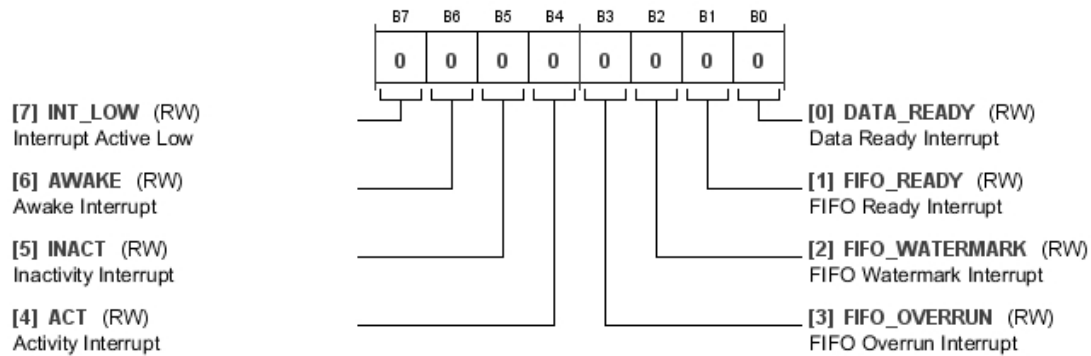 B7 B6 B5 B4 B3 B2 B1 B0
0 0 0 0 0 0 0 0
[7] INT_LOW (RW)
Interrupt Active Low
[6] AWAKE (RW)
Awake Interrupt
[5] INACT (RW)
Inactivity Interrupt
[4] ACT (RW)
Activity Interrupt
[0] DATA_READY (RW)
Data Ready Interrupt
[1] FIFO_READY (RW)
FIFO Ready Interrupt
[2] FIFO_WATERMARK (RW)
FIFO Watermark Interrupt
[3] FIFO_OVERRUN (RW)
FIFO Overrun Interrupt